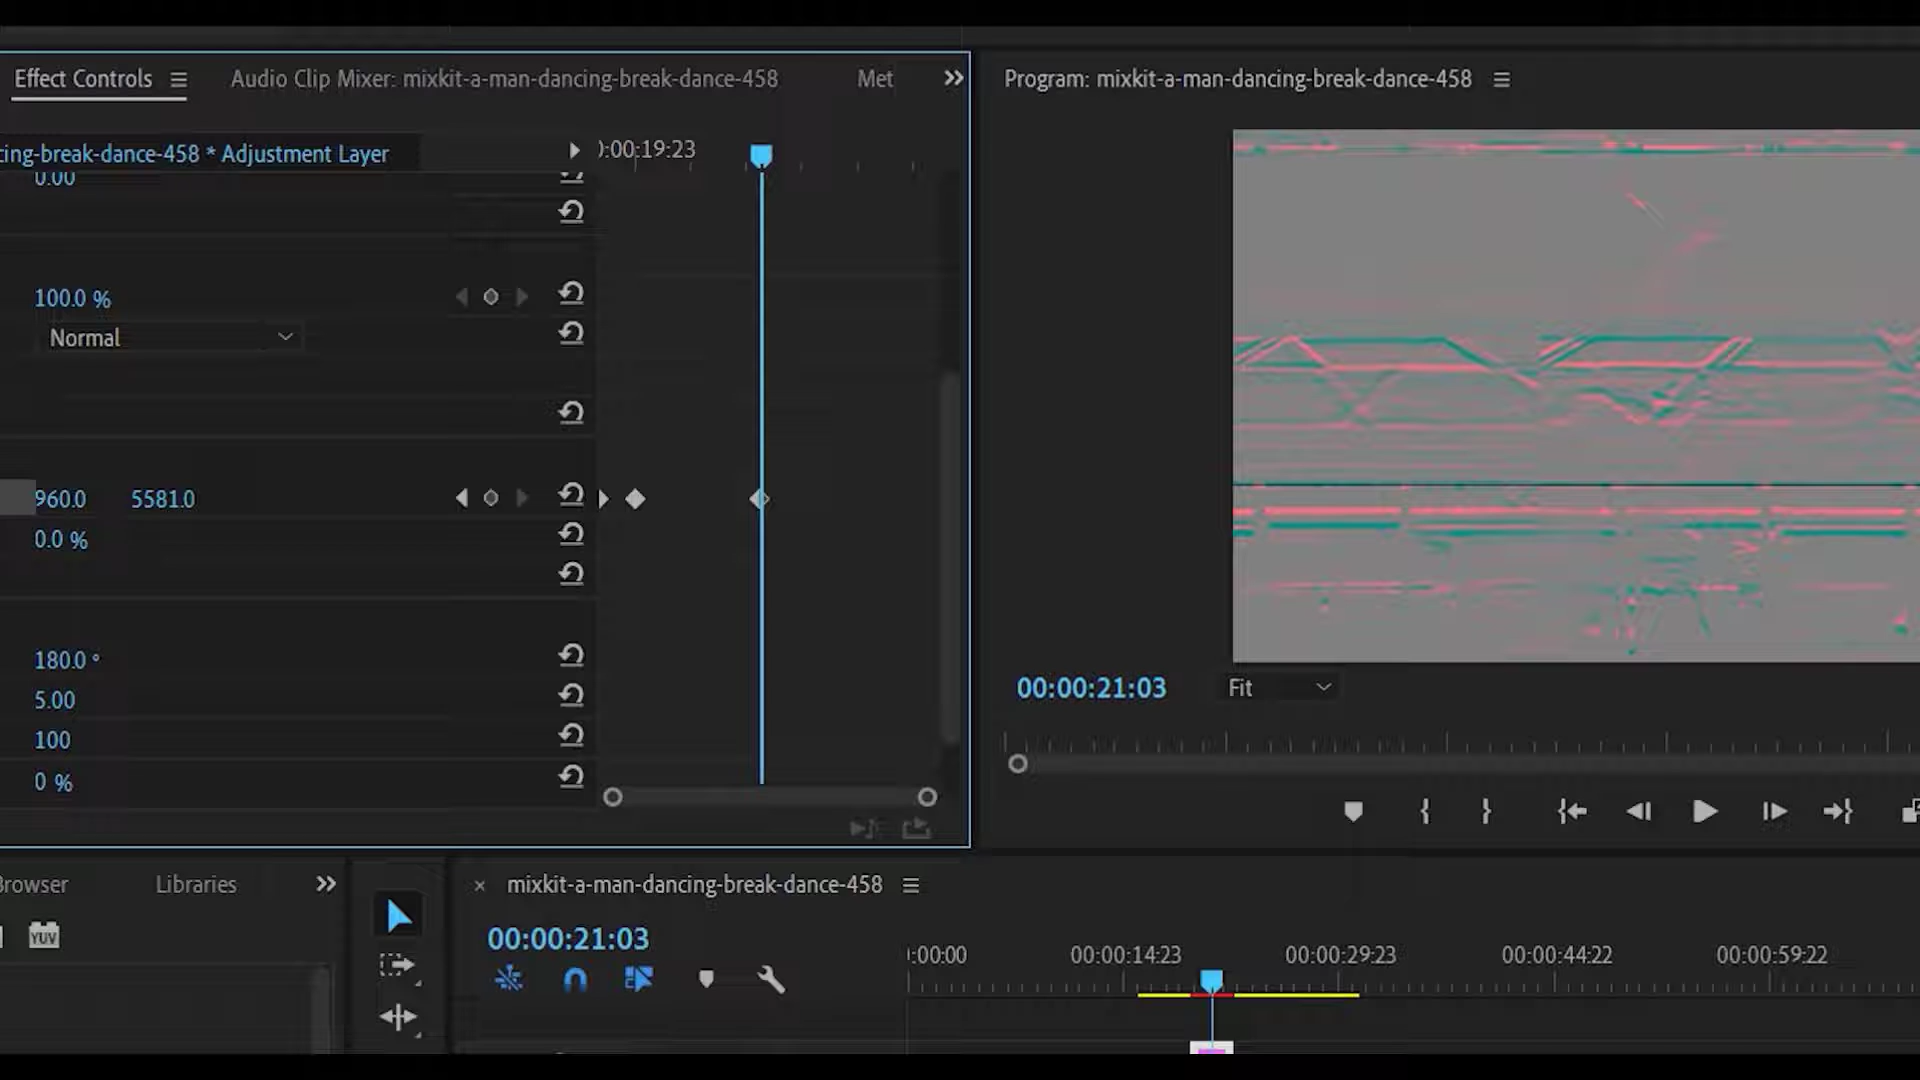 Effect Controls
Audio Clip Mixer: mixkit-a-man-dancing-break-dance-458
Met
Program: mixkit-a-man-dancing-break-dance-458
cing-break-dance-458 * Adjustment Layer
):00:19:23
0.00
100.0 %
Normal
960.0 5581.0
0.0 %
180.0 °
5.00
100
0 %
00:00:21:03
Fit
Browser
Libraries
mixkit-a-man-dancing-break-dance-458
YUV
00:00:21:03
:00:00
00:00:14:23
00:00:29:23
00:00:44:22
00:00:59:22